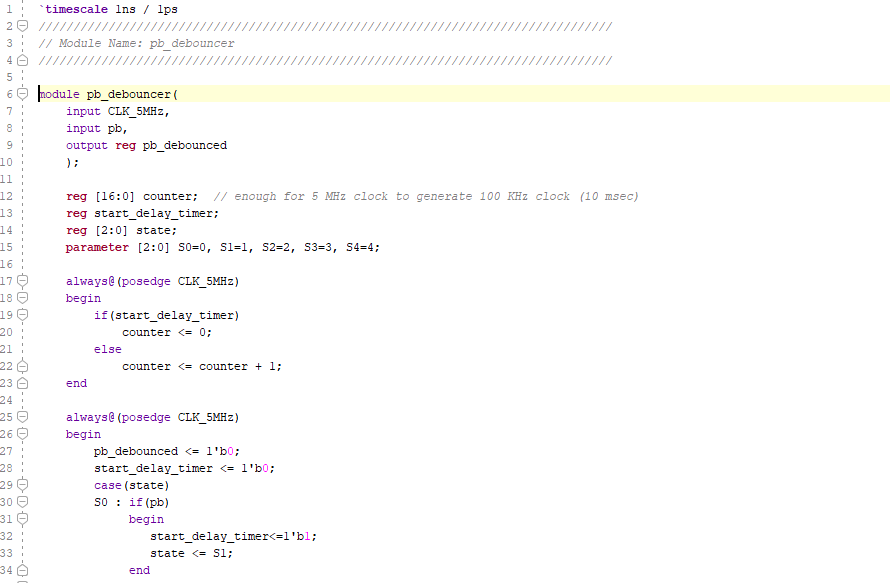 1 `timescale 1ns / 1ps
2 //////////////////////////////////////////////////////////////////////////////////
3 // Module Name: pb_debouncer
4 //////////////////////////////////////////////////////////////////////////////////
5
6 module pb_debouncer(
7     input CLK_5MHz,
8     input pb,
9     output reg pb_debounced
10     );
11
12     reg [16:0] counter;  // enough for 5 MHz clock to generate 100 KHz clock (10 msec)
13     reg start_delay_timer;
14     reg [2:0] state;
15     parameter [2:0] S0=0, S1=1, S2=2, S3=3, S4=4;
16
17     always@(posedge CLK_5MHz)
18     begin
19         if(start_delay_timer)
20             counter <= 0;
21         else
22             counter <= counter + 1;
23     end
24
25     always@(posedge CLK_5MHz)
26     begin
27         pb_debounced <= 1'b0;
28         start_delay_timer <= 1'b0;
29         case(state)
30         S0 : if(pb)
31              begin
32                 start_delay_timer<=1'b1;
33                 state <= S1;
34              end